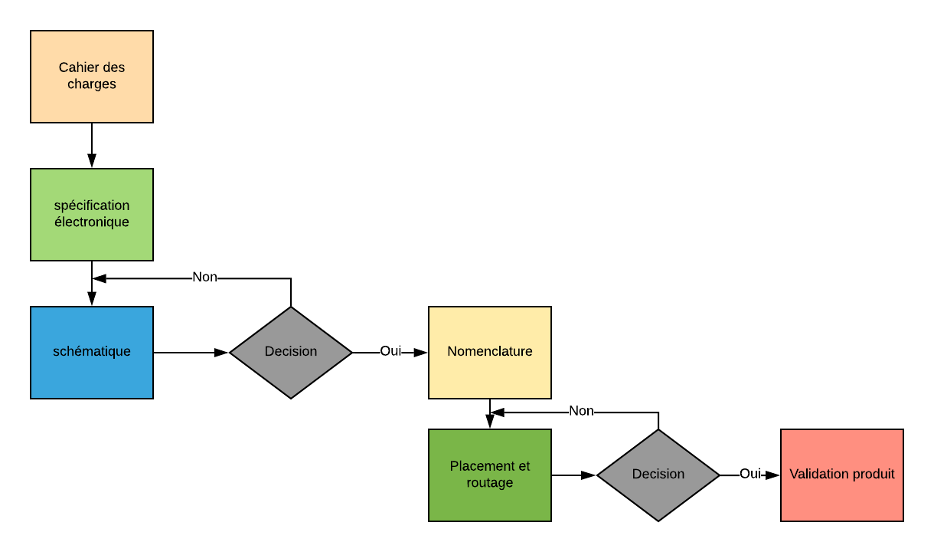 Cahier des
charges
spécification
électronique
Non
schématique
Decision
Oui
Nomenclature
Non
Placement et
routage
Decision
Oui
Validation produit